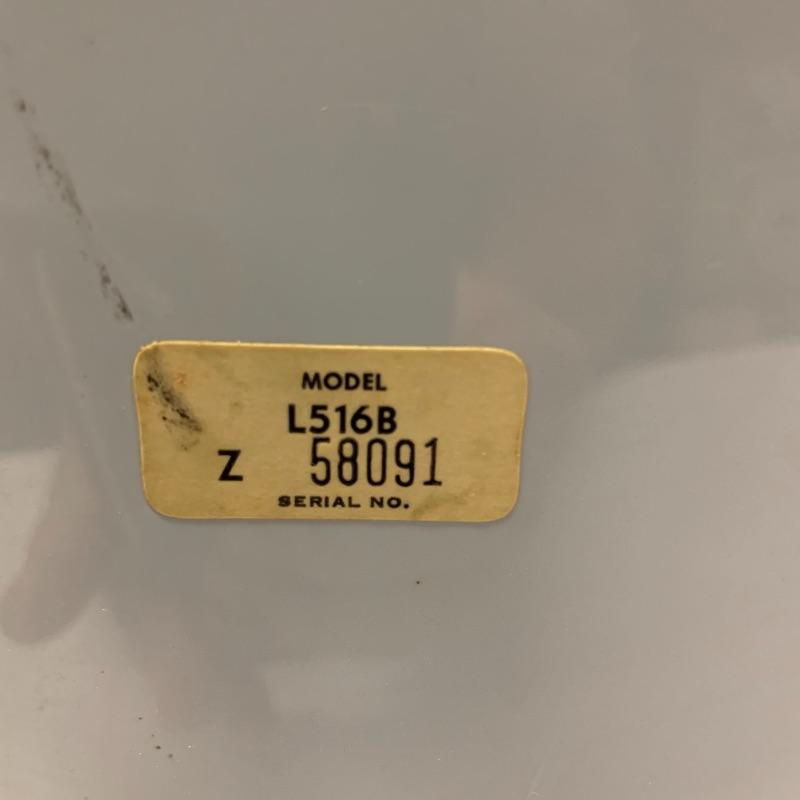 MODEL
L516B
Z 58091
SERIAL NO.